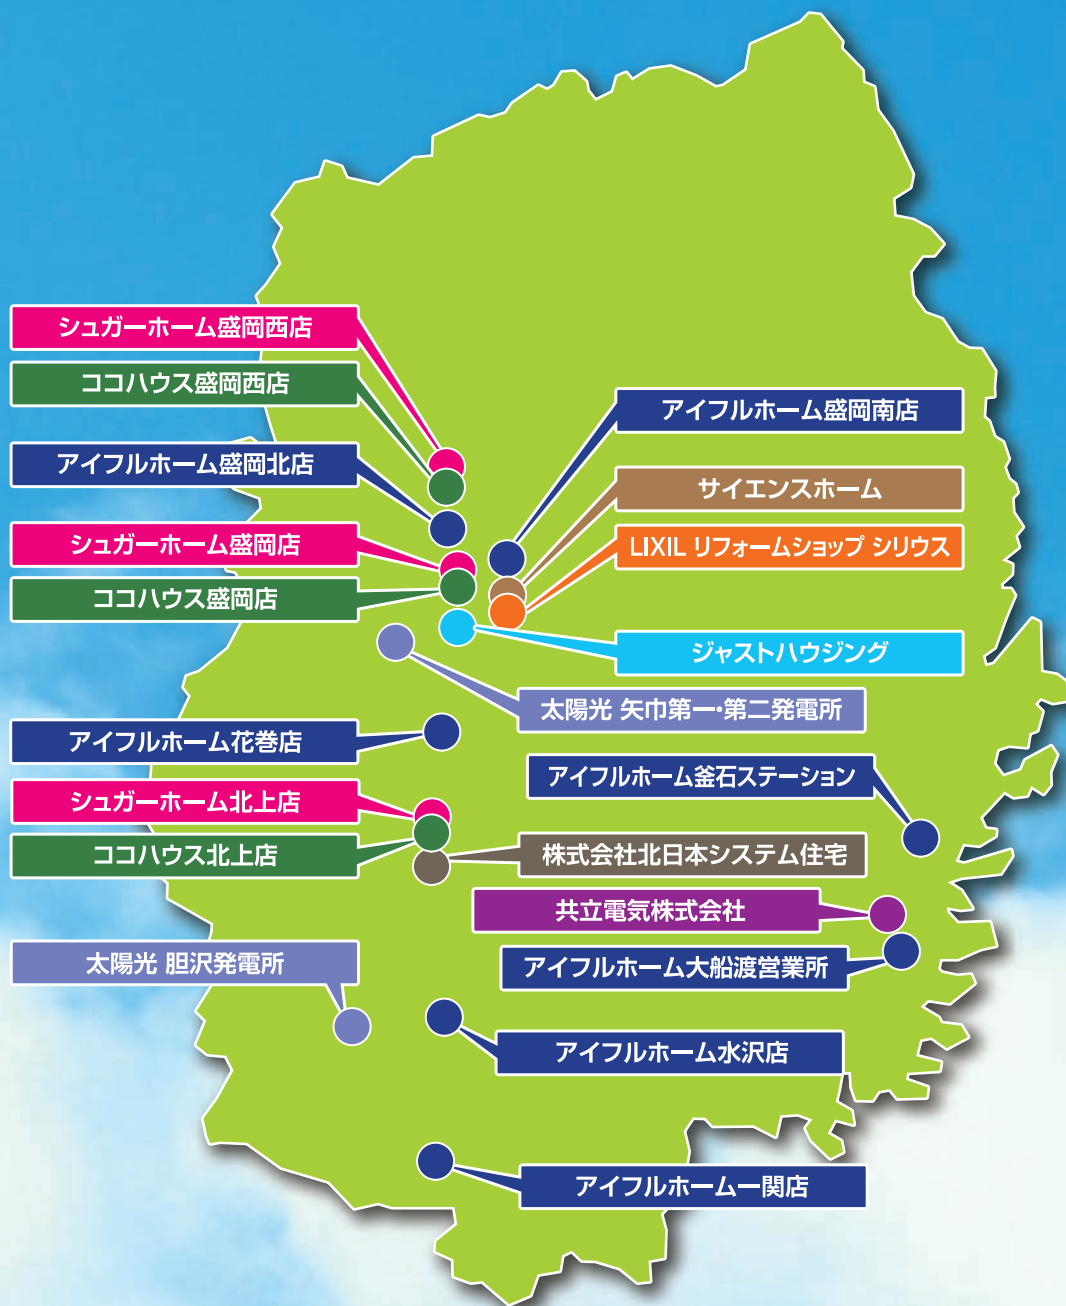 シュガーホーム盛岡西店
ココハウス盛岡西店
アイフルホーム盛岡北店
シュガーホーム盛岡店
ココハウス盛岡店
アイフルホーム盛岡南店
サイエンスホーム
LIXIL リフォームショップ シリウス
ジャストハウジング
太陽光 矢巾第一・第二発電所
アイフルホーム花巻店
アイフルホーム釜石ステーション
シュガーホーム北上店
ココハウス北上店
株式会社北日本システム住宅
共立電気株式会社
太陽光 胆沢発電所
アイフルホーム大船渡営業所
アイフルホーム水沢店
アイフルホーム一関店